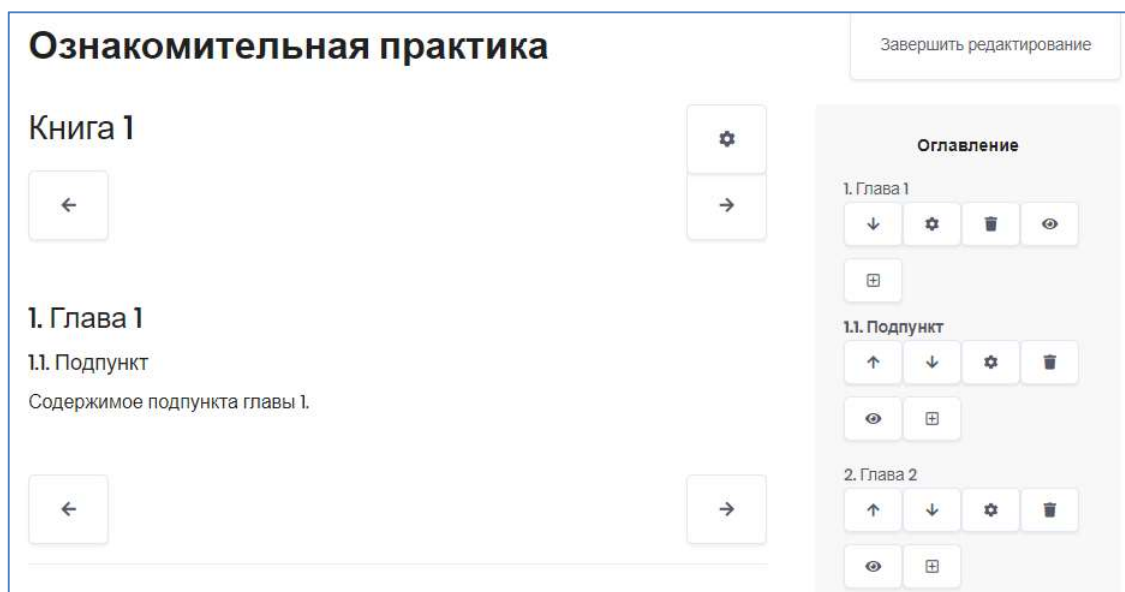 Ознакомительная практика
Завершить редактирование
Книга 1
1. Глава 1
1.1. Подпункт
Содержимое подпункта главы 1.
Оглавление
1. Глава 1
1.1. Подпункт
2. Глава 2